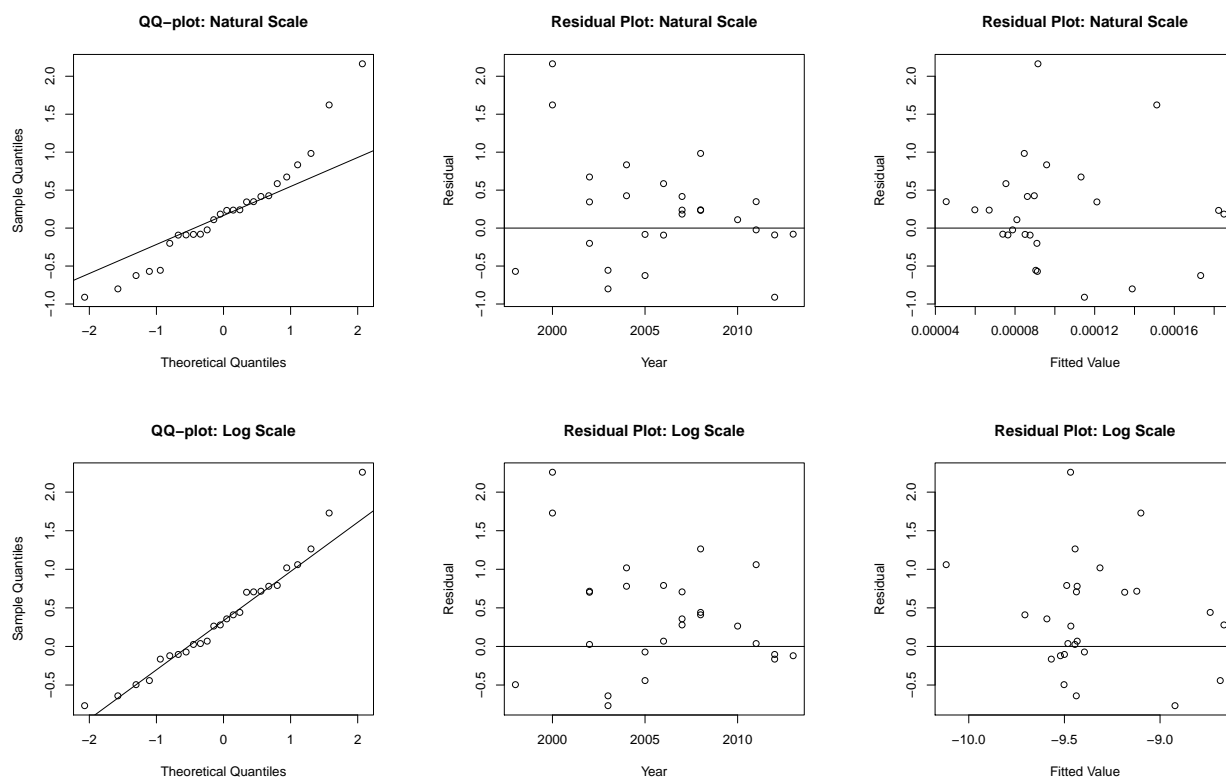 QQ−plot: Natural Scale
Sample Quantiles
2.0
1.5
1.0
0.5
0.0
−0.5
−1.0
−2 −1 0 1 2
Theoretical Quantiles
Residual Plot: Natural Scale
Residual
2.0
1.5
1.0
0.5
0.0
−0.5
−1.0
2000 2005 2010
Year
Residual Plot: Natural Scale
Residual
2.0
1.5
1.0
0.5
0.0
−0.5
−1.0
0.00004 0.00008 0.00012 0.00016
Fitted Value
QQ−plot: Log Scale
Sample Quantiles
2.0
1.5
1.0
0.5
0.0
−0.5
−2 −1 0 1 2
Theoretical Quantiles
Residual Plot: Log Scale
Residual
2.0
1.5
1.0
0.5
0.0
−0.5
2000 2005 2010
Year
Residual Plot: Log Scale
Residual
2.0
1.5
1.0
0.5
0.0
−0.5
−10.0 −9.5 −9.0
Fitted Value